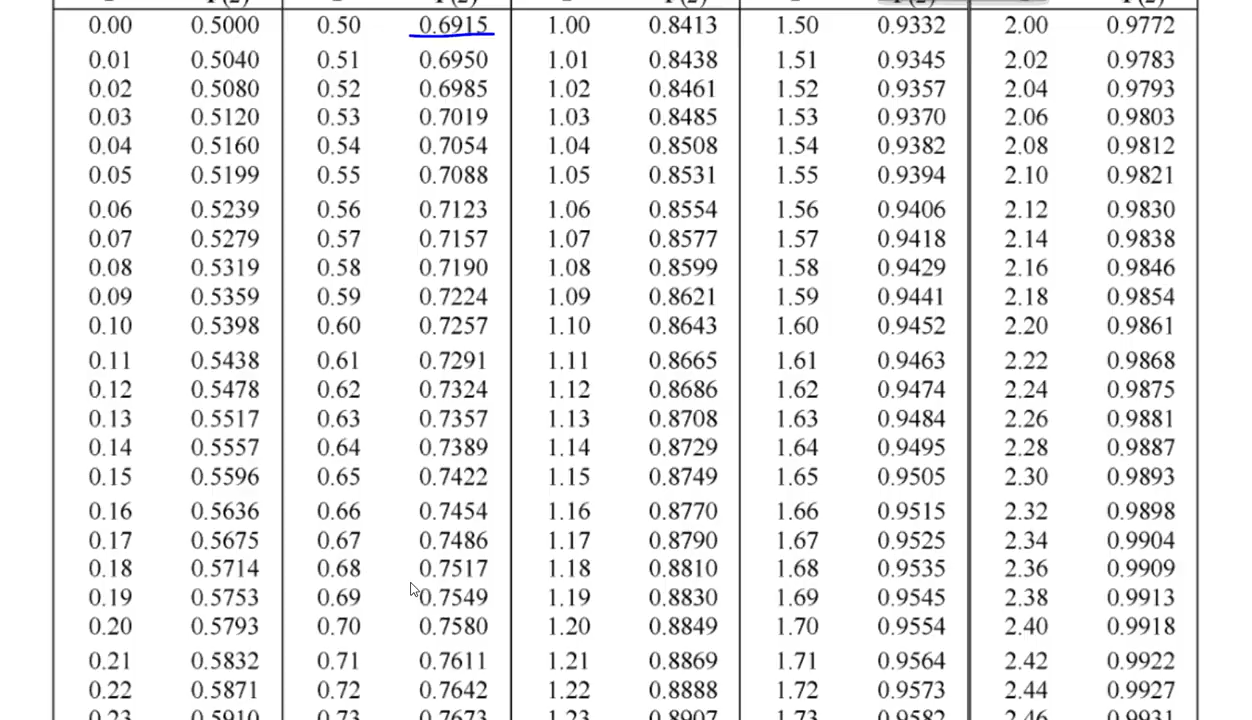 0.00 0.5000 0.50 0.6915 1.00 0.8413 1.50 0.9332 2.00 0.9772
0.01 0.5040 0.51 0.6950 1.01 0.8438 1.51 0.9345 2.02 0.9783
0.02 0.5080 0.52 0.6985 1.02 0.8461 1.52 0.9357 2.04 0.9793
0.03 0.5120 0.53 0.7019 1.03 0.8485 1.53 0.9370 2.06 0.9803
0.04 0.5160 0.54 0.7054 1.04 0.8508 1.54 0.9382 2.08 0.9812
0.05 0.5199 0.55 0.7088 1.05 0.8531 1.55 0.9394 2.10 0.9821
0.06 0.5239 0.56 0.7123 1.06 0.8554 1.56 0.9406 2.12 0.9830
0.07 0.5279 0.57 0.7157 1.07 0.8577 1.57 0.9418 2.14 0.9838
0.08 0.5319 0.58 0.7190 1.08 0.8599 1.58 0.9429 2.16 0.9846
0.09 0.5359 0.59 0.7224 1.09 0.8621 1.59 0.9441 2.18 0.9854
0.10 0.5398 0.60 0.7257 1.10 0.8643 1.60 0.9452 2.20 0.9861
0.11 0.5438 0.61 0.7291 1.11 0.8665 1.61 0.9463 2.22 0.9868
0.12 0.5478 0.62 0.7324 1.12 0.8686 1.62 0.9474 2.24 0.9875
0.13 0.5517 0.63 0.7357 1.13 0.8708 1.63 0.9484 2.26 0.9881
0.14 0.5557 0.64 0.7389 1.14 0.8729 1.64 0.9495 2.28 0.9887
0.15 0.5596 0.65 0.7422 1.15 0.8749 1.65 0.9505 2.30 0.9893
0.16 0.5636 0.66 0.7454 1.16 0.8770 1.66 0.9515 2.32 0.9898
0.17 0.5675 0.67 0.7486 1.17 0.8790 1.67 0.9525 2.34 0.9904
0.18 0.5714 0.68 0.7517 1.18 0.8810 1.68 0.9535 2.36 0.9909
0.19 0.5753 0.69 0.7549 1.19 0.8830 1.69 0.9545 2.38 0.9913
0.20 0.5793 0.70 0.7580 1.20 0.8849 1.70 0.9554 2.40 0.9918
0.21 0.5832 0.71 0.7611 1.21 0.8869 1.71 0.9564 2.42 0.9922
0.22 0.5871 0.72 0.7642 1.22 0.8888 1.72 0.9573 2.44 0.9927
0.23 0.5910 0.73 0.7673 1.23 0.8907 1.73 0.9582 2.46 0.9931